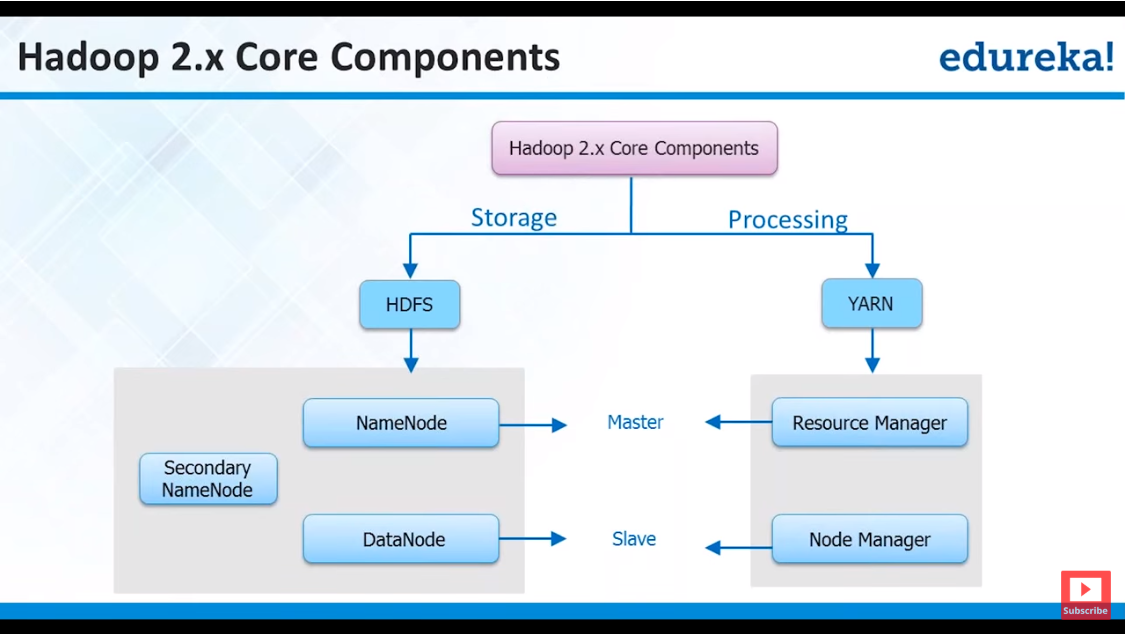 Hadoop 2.x Core Components
edureka!
Hadoop 2.x Core Components
Storage
Processing
HDFS
YARN
NameNode
Master
Resource Manager
Secondary
NameNode
DataNode
Slave
Node Manager
Subscribe